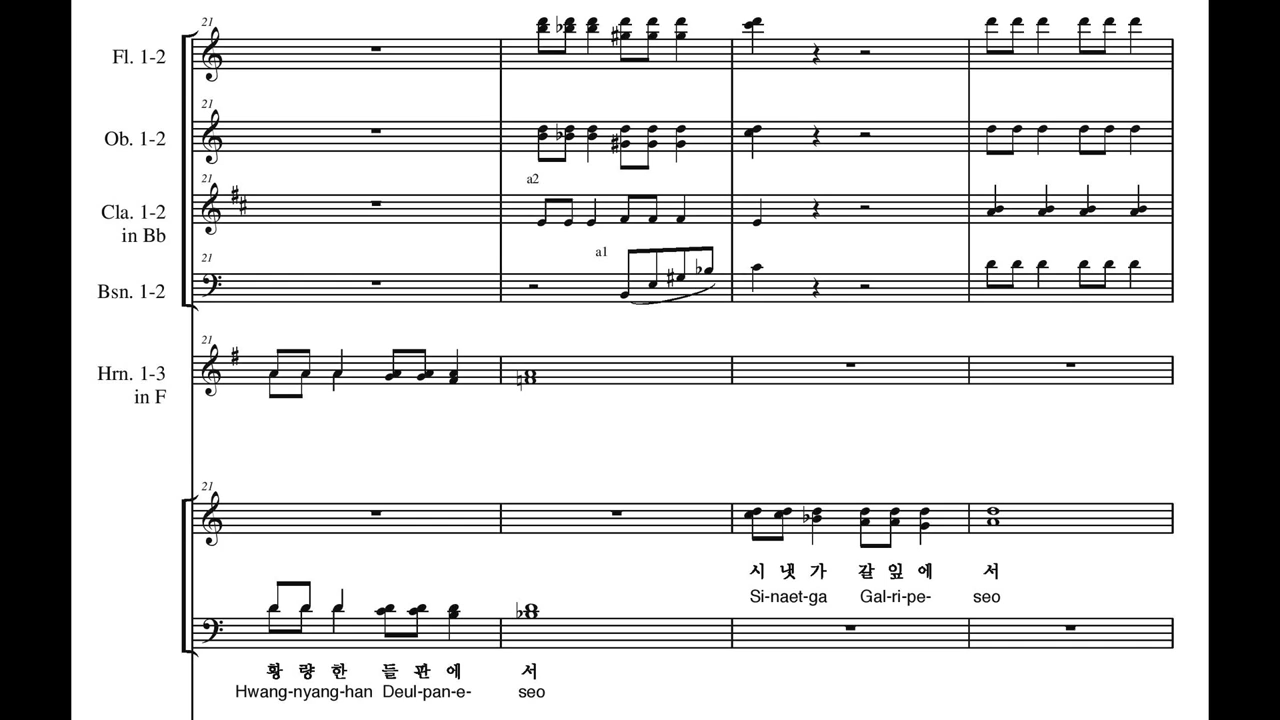 21
Fl. 1-2
21
Ob. 1-2
a2
21
Cla. 1-2
in Bb
a1
21
Bsn. 1-2
21
Hrn. 1-3
in F
21
시 냇 가 갈 잎 에 서
Si-naet-ga Gal-ri-pe- seo
황 량 한 들 판 에 서
Hwang-nyang-han Deul-pan-e- seo